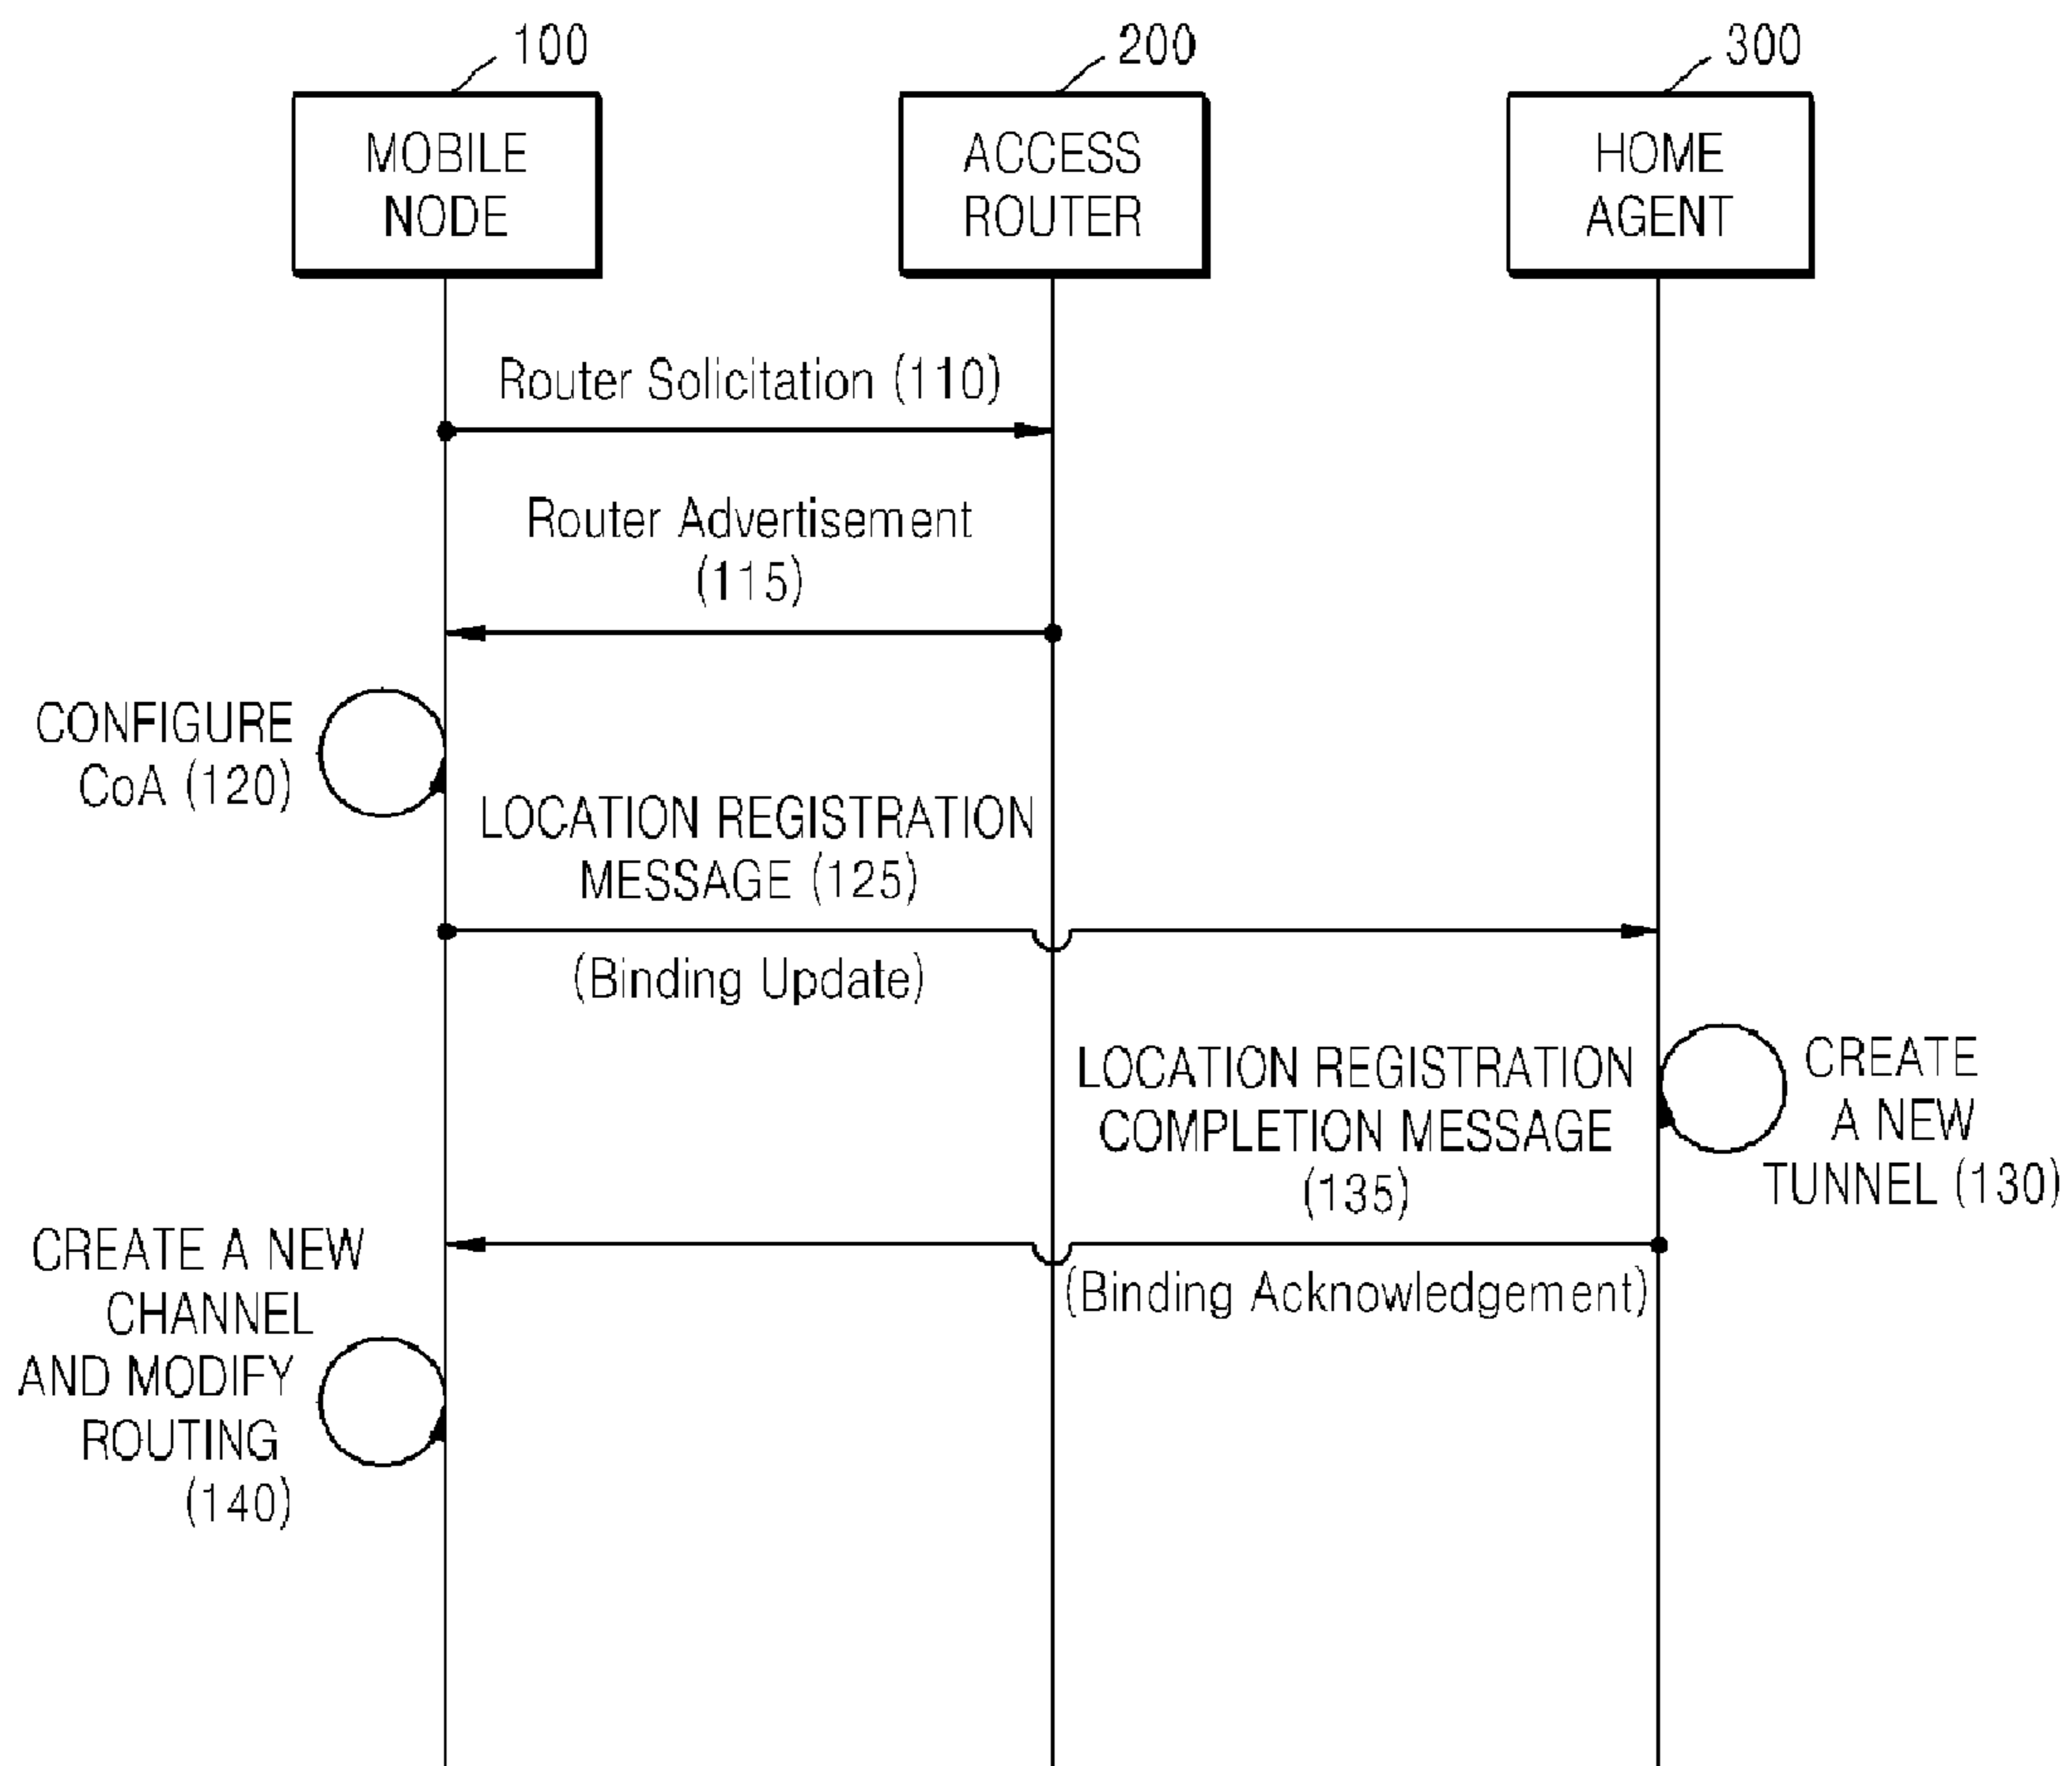 100
200
300
MOBILE
NODE
ACCESS
ROUTER
HOME
AGENT
Router Solicitation (110)
Router Advertisement
(115)
CONFIGURE
CoA (120)
LOCATION REGISTRATION
MESSAGE (125)
(Binding Update)
CREATE
A NEW
TUNNEL (130)
LOCATION REGISTRATION
COMPLETION MESSAGE
(135)
(Binding Acknowledgement)
CREATE A NEW
CHANNEL
AND MODIFY
ROUTING
(140)